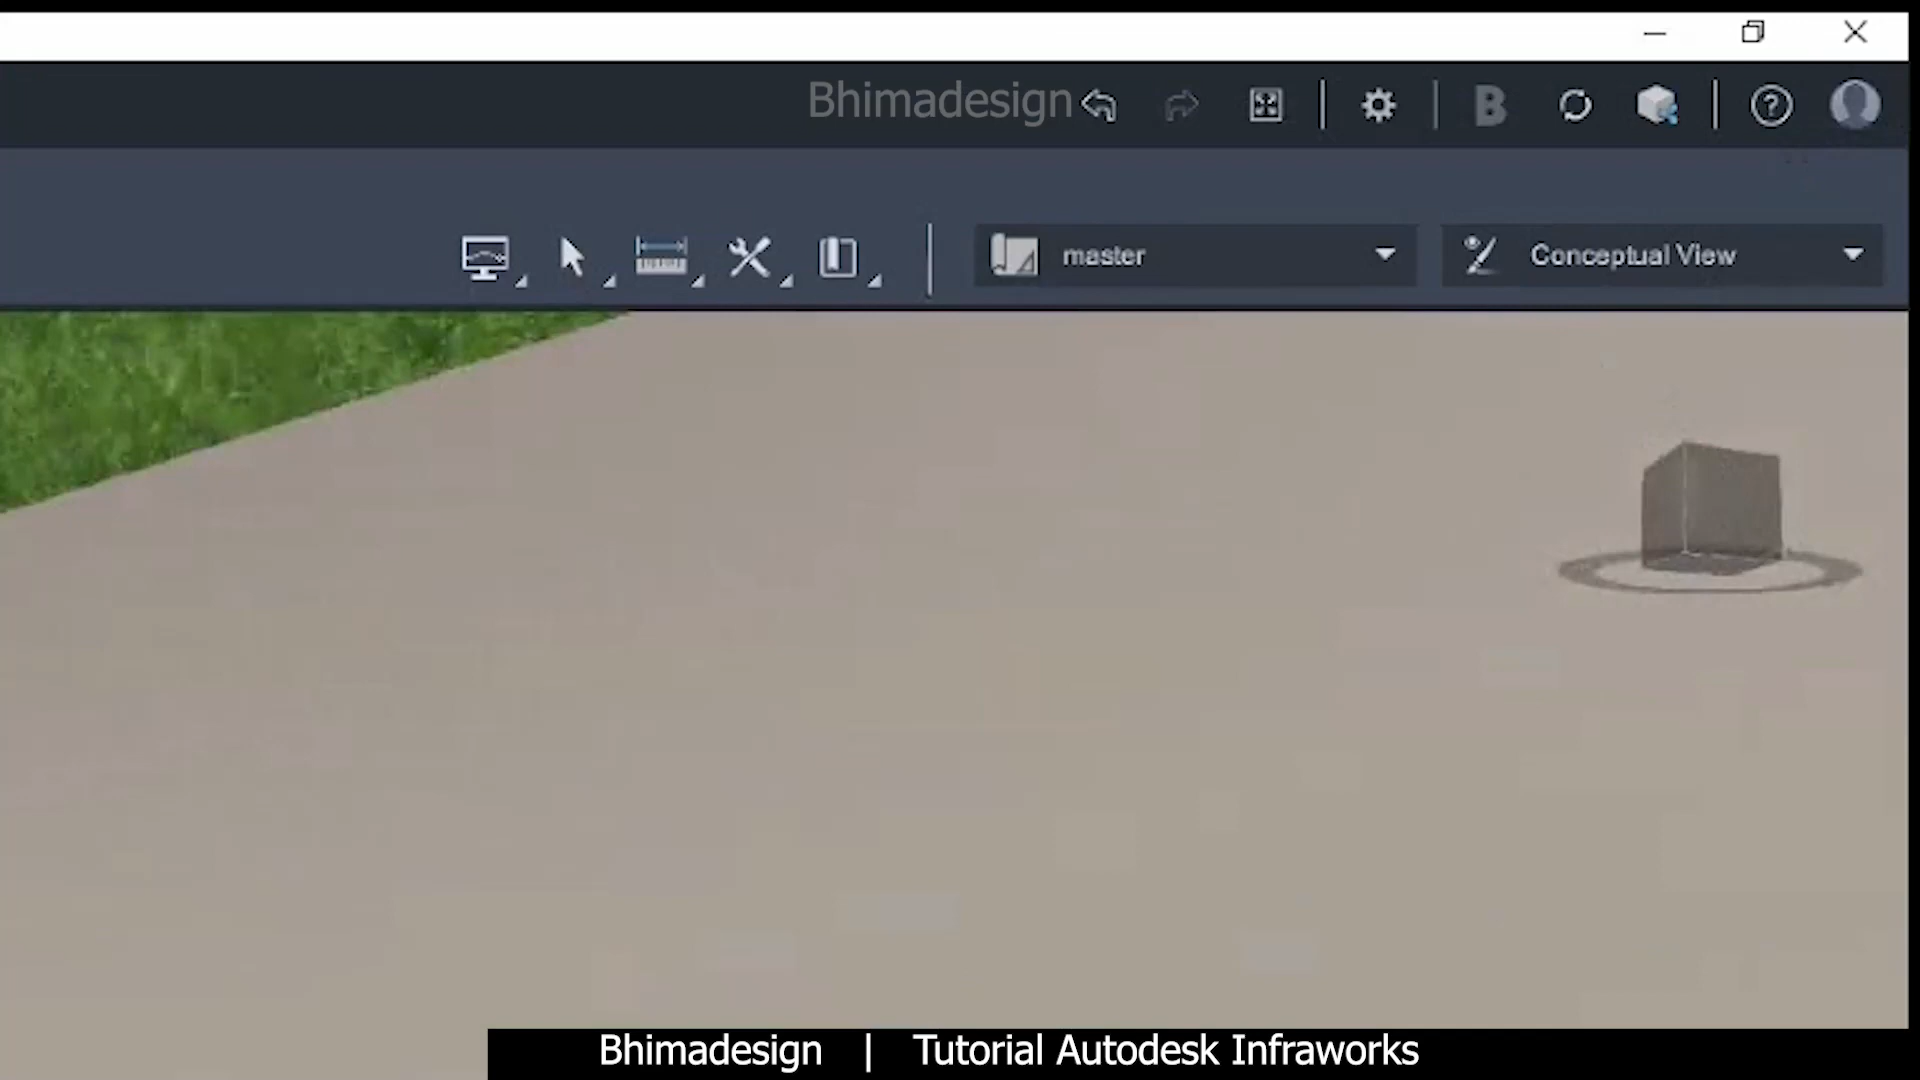 Bhimadesign
B
?
master
Conceptual View
Bhimadesign | Tutorial Autodesk Infraworks